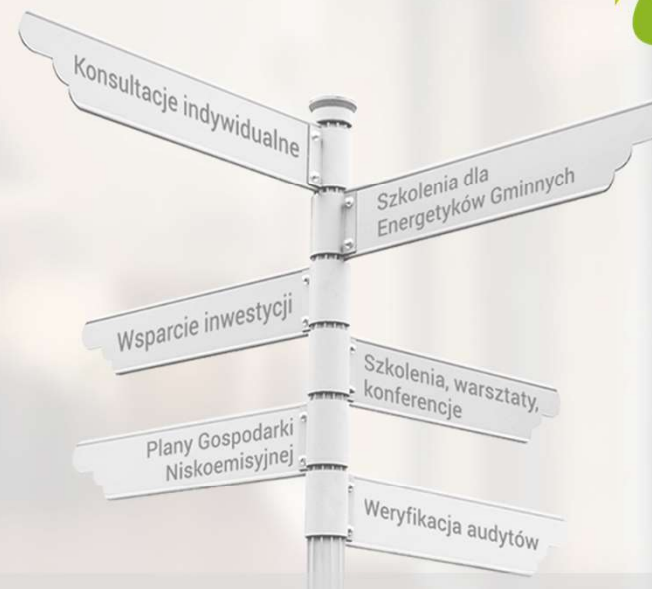 Konsultacje indywidualne
Szkolenia dla
Energetyków Gminnych
Wsparcie inwestycji
Szkolenia, warsztaty,
konferencje
Plany Gospodarki
Niskoemisyjnej
Weryfikacja audytów